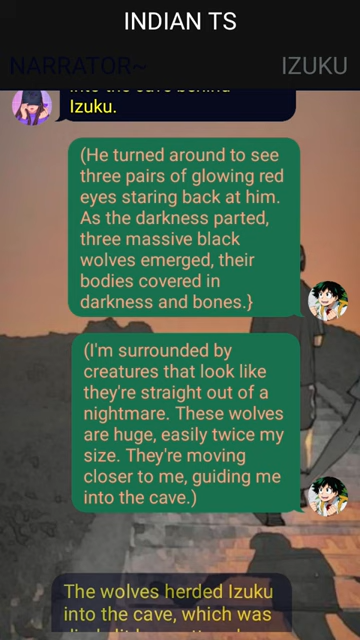 INDIAN TS
NARRATOR~ IZUKU
into the cave behind
Izuku.
(He turned around to see
three pairs of glowing red
eyes staring back at him.
As the darkness parted,
three massive black
wolves emerged, their
bodies covered in
darkness and bones.}
(I'm surrounded by
creatures that look like
they're straight out of a
nightmare. These wolves
are huge, easily twice my
size. They're moving
closer to me, guiding me
into the cave.)
The wolves herded Izuku
into the cave, which was